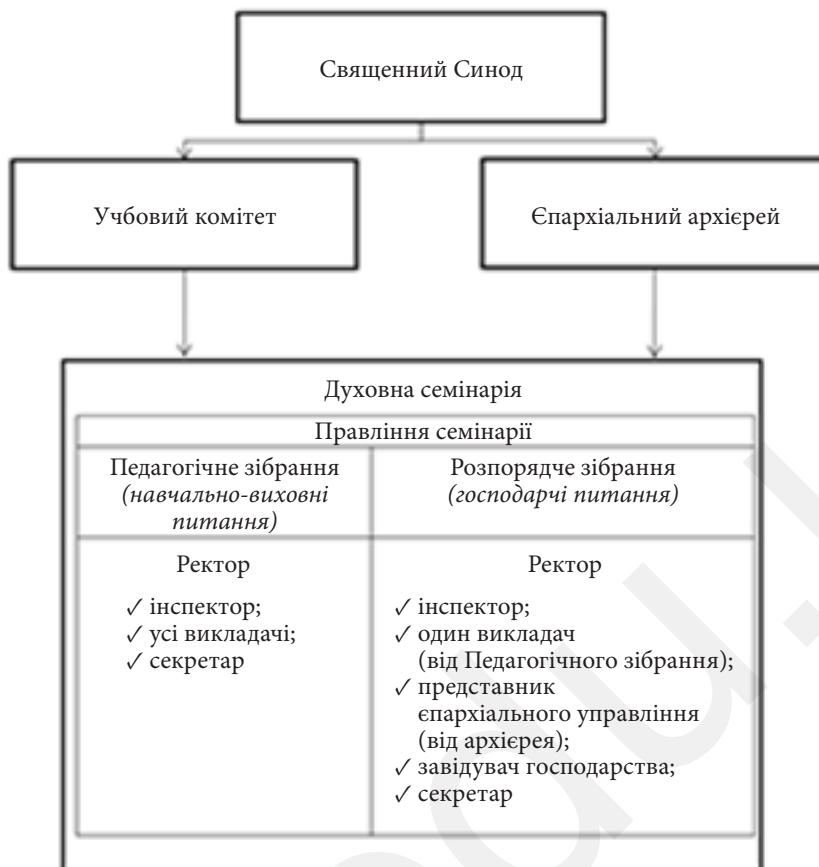 Священний Синод
Учбовий комітет
Єпархіальний архієрей
Духовна семінарія
Правління семінарії
Педагогічне зібрання
(навчально-виховні
питання)
Розпорядче зібрання
(господарчі питання)
Ректор
✓ інспектор;
✓ усі викладачі;
✓ секретар
Ректор
✓ інспектор;
✓ один викладач
(від Педагогічного зібрання);
✓ представник
єпархіального управління
(від архієрея);
✓ завідувач господарства;
✓ секретар